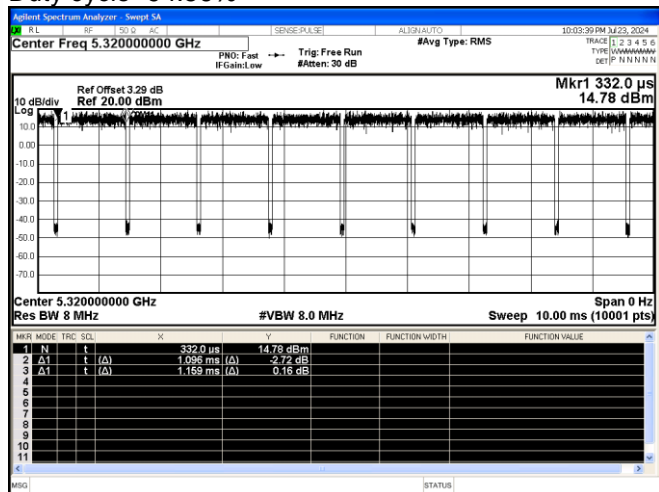 Agilent Spectrum Analyzer - Swept SA
RL RF 50 Ω AC SENSE:PULSE ALIGN AUTO 10:03:39 PM Jul 23, 2024
Center Freq 5.320000000 GHz #Avg Type: RMS TRACE 1 2 3 4 5 6
PNO: Fast Trig: Free Run TYPE
IFGain:Low #Atten: 30 dB DET P N N N N N
Mkr1 332.0 µs
Ref Offset 3.29 dB
10 dB/div Ref 20.00 dBm 14.78 dBm
Log
1
10.0
0.00
-10.0
-20.0
-30.0
-40.0
-50.0
-60.0
-70.0
Center 5.320000000 GHz Span 0 Hz
Res BW 8 MHz #VBW 8.0 MHz Sweep 10.00 ms (10001 pts)
MKR MODE TRC SCL X Y FUNCTION FUNCTION WIDTH FUNCTION VALUE
1 N t 332.0 µs 14.78 dBm
2 Δ1 t (Δ) 1.096 ms (Δ) -2.72 dB
3 Δ1 t (Δ) 1.159 ms (Δ) 0.16 dB
4
5
6
7
8
9
10
11
MSG STATUS